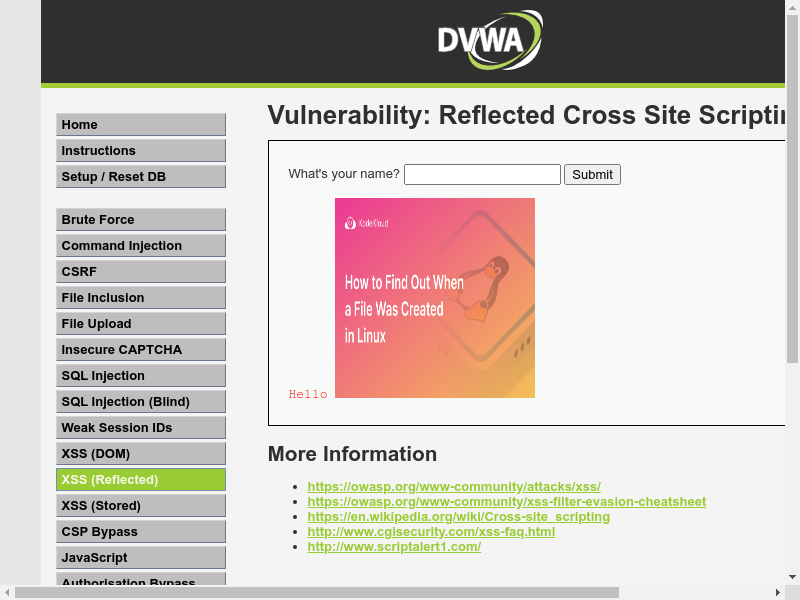 DVWA
Home
Instructions
Setup / Reset DB
Brute Force
Command Injection
CSRF
File Inclusion
File Upload
Insecure CAPTCHA
SQL Injection
SQL Injection (Blind)
Weak Session IDs
XSS (DOM)
XSS (Reflected)
XSS (Stored)
CSP Bypass
JavaScript
Authorisation Bypass
Vulnerability: Reflected Cross Site Scriptin
What's your name? Submit
KodeKloud
How to Find Out When
a File Was Created
in Linux
Hello
More Information
https://owasp.org/www-community/attacks/xss/
https://owasp.org/www-community/xss-filter-evasion-cheatsheet
https://en.wikipedia.org/wiki/Cross-site_scripting
http://www.cgisecurity.com/xss-faq.html
http://www.scriptalert1.com/